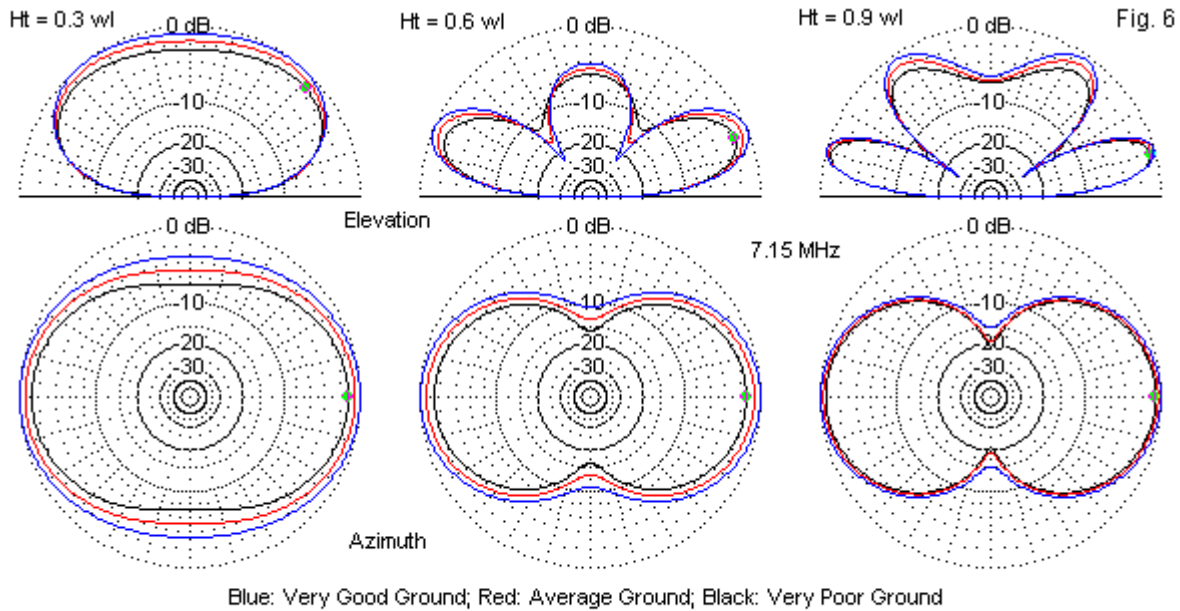 Ht = 0.3 wl
Ht = 0.6 wl
Ht = 0.9 wl
Fig. 6
0 dB
-10
-20
-30
0 dB
-10
-20
-30
0 dB
-10
-20
-30
Elevation
7.15 MHz
0 dB
-10
-20
-30
0 dB
-10
-20
-30
0 dB
-10
-20
-30
Azimuth
Blue: Very Good Ground; Red: Average Ground; Black: Very Poor Ground